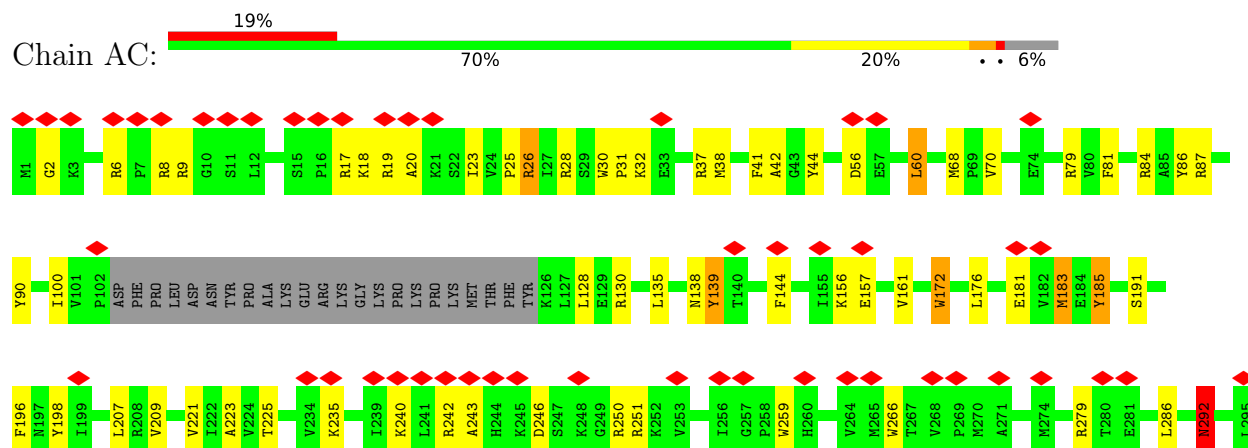 19%
Chain AC:
70% 20% • • 6%
M1 G2 K3 R6 P7 R8 R9 G10 S11 L12 S15 P16 R17 K18 R19 A20 K21 S22 I23 V24 P25 R26 I27 R28 S29 W30 P31 K32 E33 R37 M38 F41 A42 G43 Y44 D56 E57 L60 M68 P69 V70 E74 R79 V80 F81 R84 A85 Y86 R87
Y90 I100 V101 P102 ASP PHE PRO LEU ASP ASN TYR PRO ALA LYS GLU ARG LYS GLY LYS PRO LYS PRO LYS MET THR PHE TYR K126 L127 L128 E129 R130 L135 N138 Y139 T140 F144 I155 K156 E157 V161 W172 L176 E181 V182 M183 E184 Y185 S191
F196 N197 Y198 I199 L207 R208 V209 V221 I222 A223 V224 T225 V234 K235 I239 K240 L241 R242 A243 H244 K245 D246 S247 K248 G249 R250 R251 K252 V253 I256 G257 P258 W259 H260 V264 M265 W266 T267 V268 P269 M270 A271 M274 R279 T280 E281 L286 N292